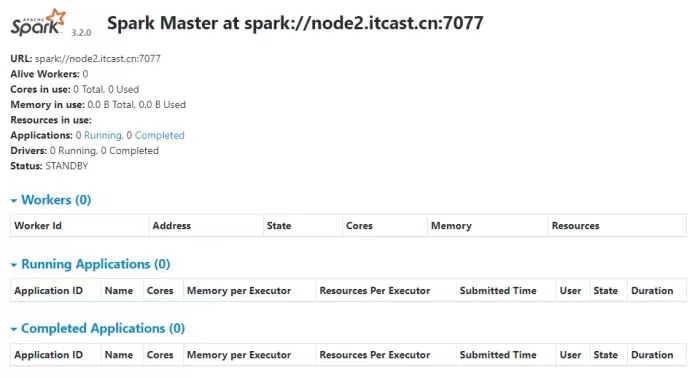 APACHE
Spark 3.2.0 Spark Master at spark://node2.itcast.cn:7077
URL: spark://node2.itcast.cn:7077
Alive Workers: 0
Cores in use: 0 Total, 0 Used
Memory in use: 0.0 B Total, 0.0 B Used
Resources in use:
Applications: 0 Running, 0 Completed
Drivers: 0 Running, 0 Completed
Status: STANDBY
Workers (0)
Worker Id Address State Cores Memory Resources
Running Applications (0)
Application ID Name Cores Memory per Executor Resources Per Executor Submitted Time User State Duration
Completed Applications (0)
Application ID Name Cores Memory per Executor Resources Per Executor Submitted Time User State Duration